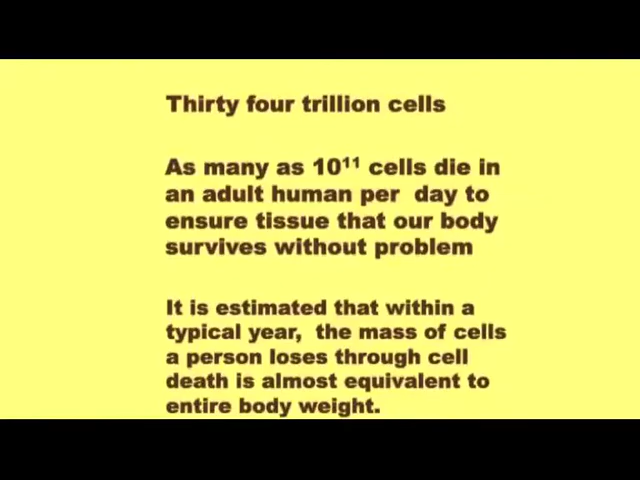 Thirty four trillion cells
As many as 10¹¹ cells die in
an adult human per day to
ensure tissue that our body
survives without problem
It is estimated that within a
typical year, the mass of cells
a person loses through cell
death is almost equivalent to
entire body weight.